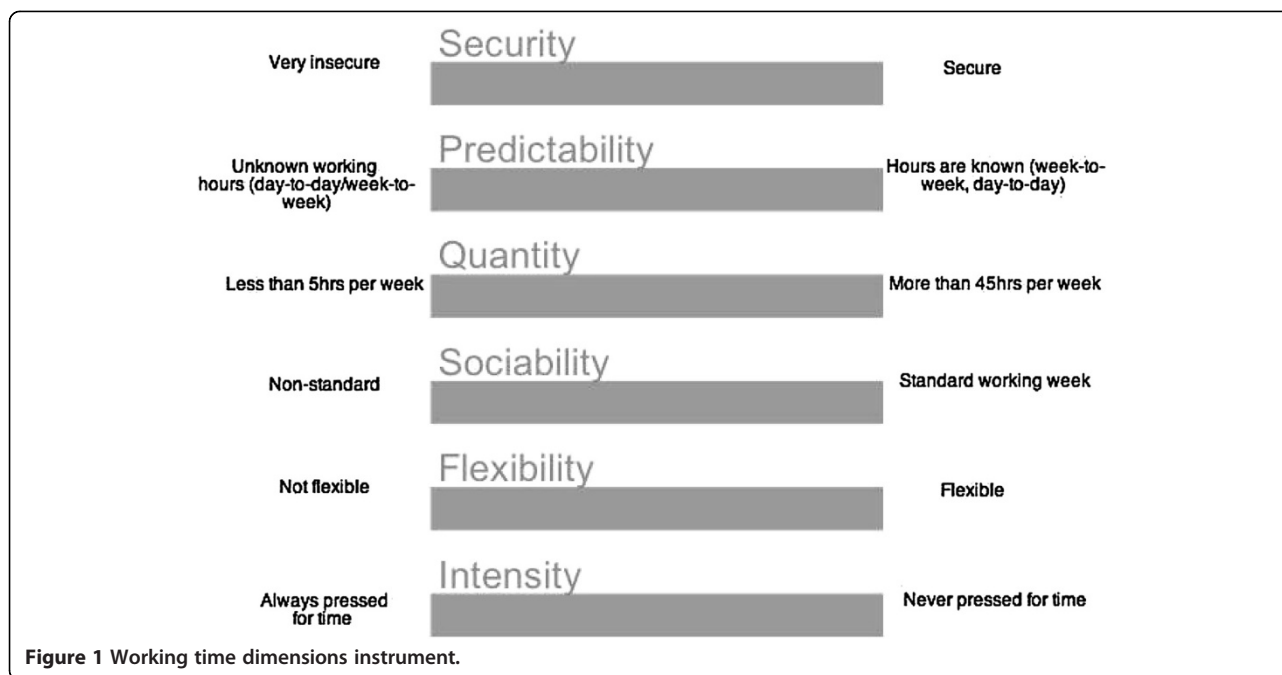 Security
Very insecure
Secure
Predictability
Unknown working
hours (day-to-day/week-to-
week)
Hours are known (week-to-
week, day-to-day)
Quantity
Less than 5hrs per week
More than 45hrs per week
Sociability
Non-standard
Standard working week
Flexibility
Not flexible
Flexible
Intensity
Always pressed
for time
Never pressed for time
Figure 1 Working time dimensions instrument.